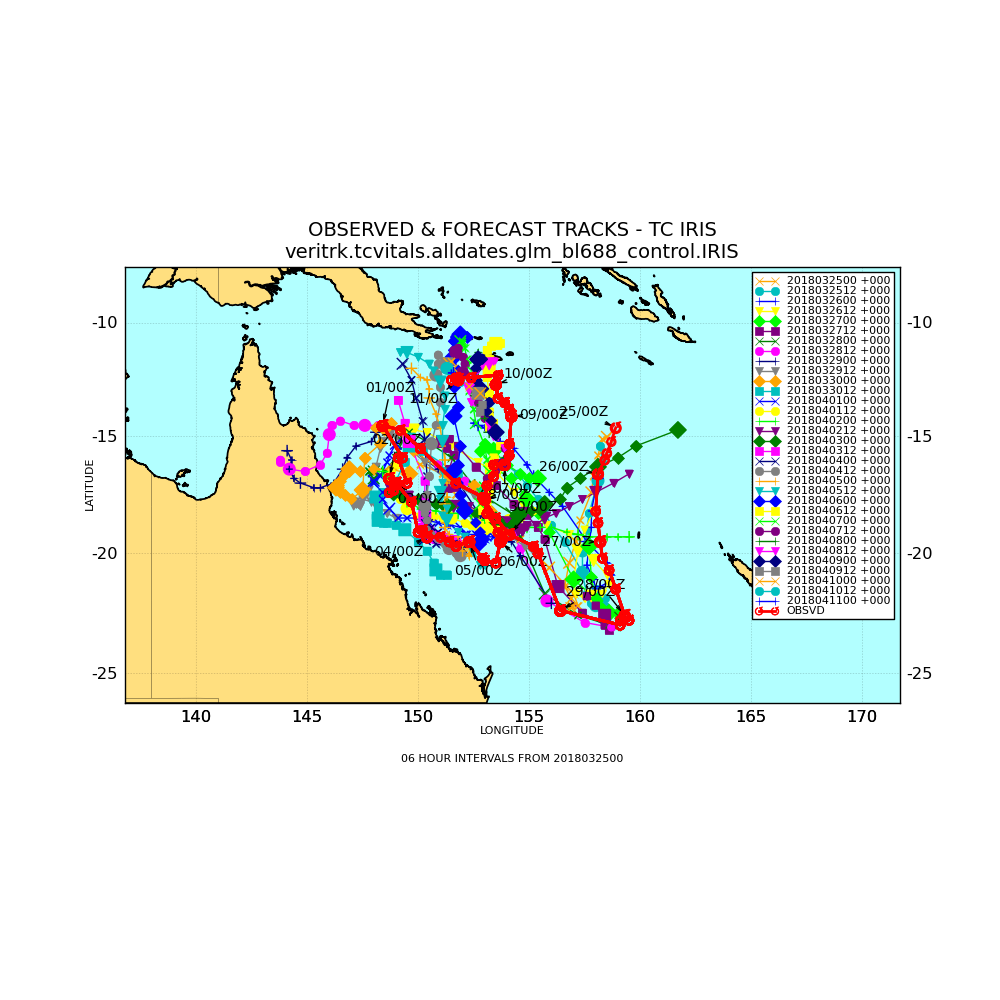 OBSERVED & FORECAST TRACKS - TC IRIS
veritrk.tcvitals.alldates.glm_bl688_control.IRIS
2018032500 +000
2018032512 +000
2018032600 +000
2018032612 +000
2018032700 +000
2018032712 +000
2018032800 +000
2018032812 +000
2018032900 +000
2018032912 +000
2018033000 +000
2018033012 +000
2018040100 +000
2018040112 +000
2018040200 +000
2018040212 +000
2018040300 +000
2018040312 +000
2018040400 +000
2018040412 +000
2018040500 +000
2018040512 +000
2018040600 +000
2018040612 +000
2018040700 +000
2018040712 +000
2018040800 +000
2018040812 +000
2018040900 +000
2018040912 +000
2018041000 +000
2018041012 +000
2018041100 +000
OBSVD
-10 -10
10/00Z
01/00Z
11/00Z
09/00Z 25/00Z
-15 -15
02/00Z
26/00Z
07/00Z
30/00Z
27/00Z
04/00Z
-20 -20
06/00Z
05/00Z
28/00Z
29/00Z
-25 -25
LATITUDE
140 145 150 155 160 165 170
LONGITUDE
06 HOUR INTERVALS FROM 2018032500